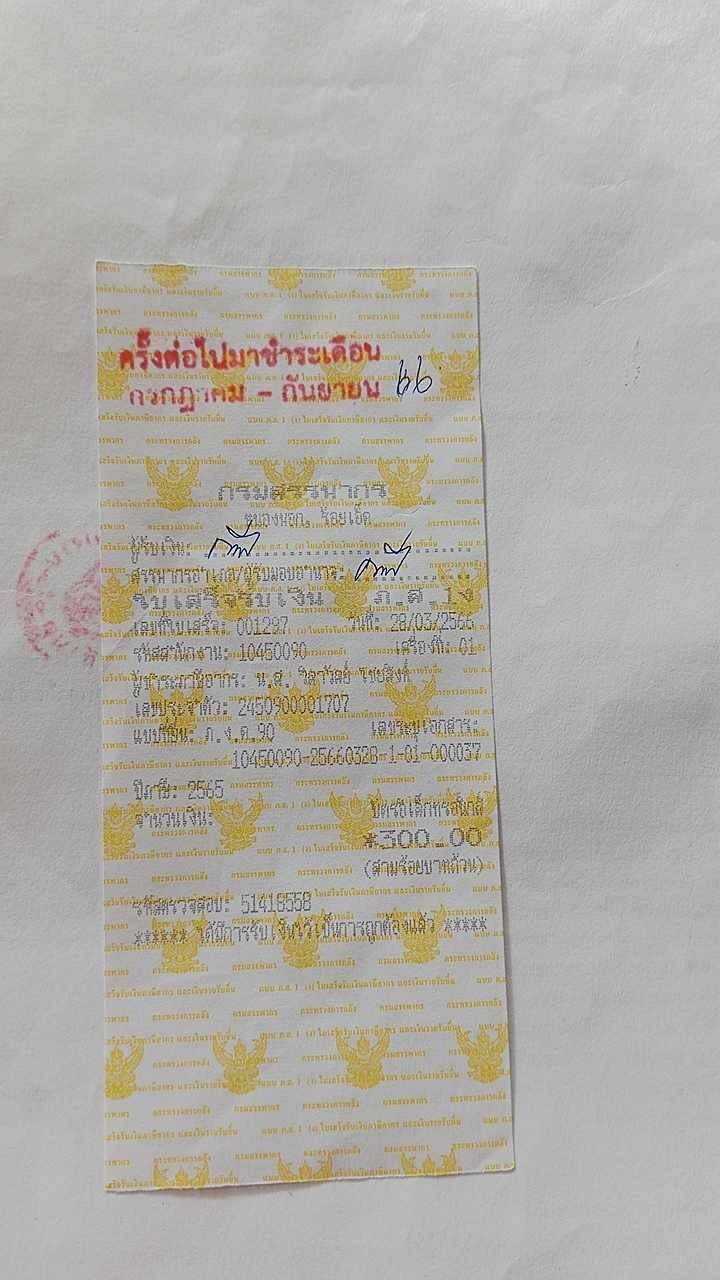 ครั้งต่อไปมาชำระเดือน
กรกฎาคม - กันยายน 66
กรมสรรพากร
หนองพอก, ร้อยเอ็ด
ผู้รับเงิน:
สรรพากรอำเภอ/ผู้รับมอบอำนาจ:
ใบเสร็จรับเงิน ภ.ส.1ง
เลขที่ใบเสร็จ: 001297 วันที่: 28/03/2566
รหัสสำนักงาน: 10450090 เครื่องที่: 01
ผู้ชำระภาษีอากร: น.ส. วิลาวัลย์ ไชยสิงห์
เลขประจำตัว: 2450900001707
แบบที่ยื่น: ภ.ง.ด.90 เลขระบุเอกสาร:
10450090-25660328-1-01-000037
ปีภาษี: 2565
จำนวนเงิน: บัตรอิเล็กทรอนิกส์
*300.00
(สามร้อยบาทถ้วน)
รหัสตรวจสอบ: 51416558
****** ได้มีการรับเงินไว้เป็นการถูกต้องแล้ว *****